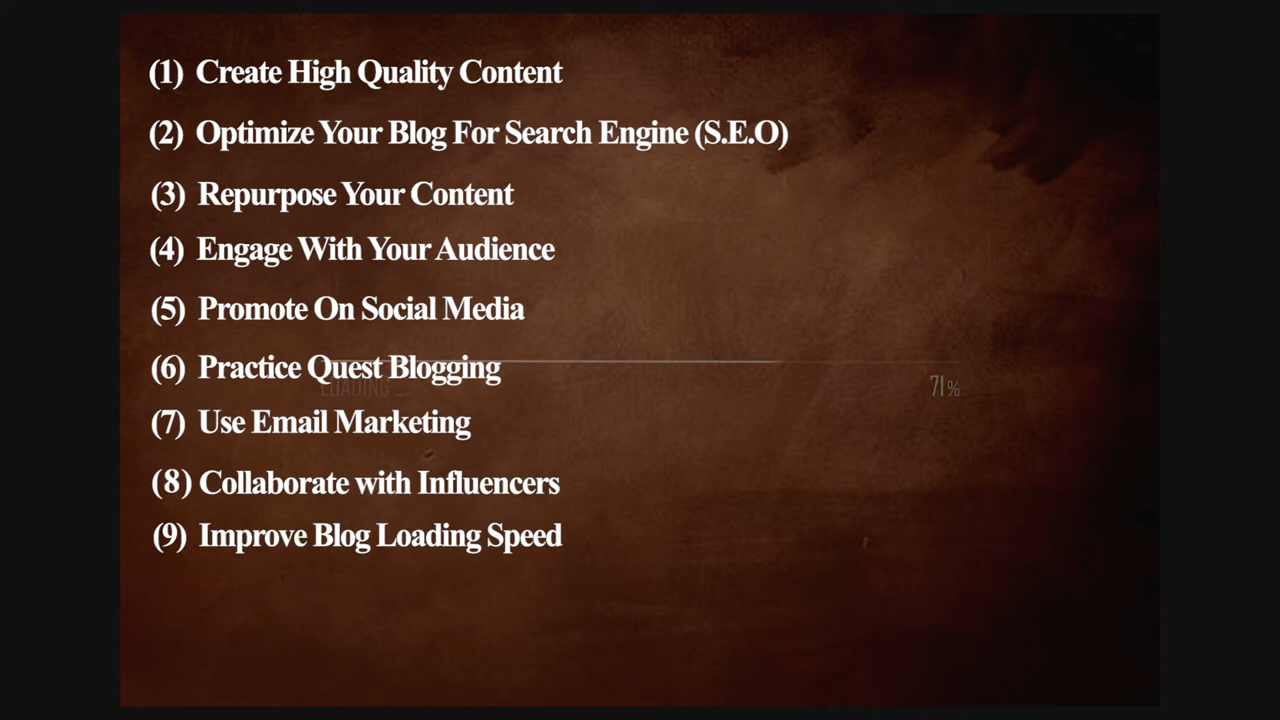 (1) Create High Quality Content
(2) Optimize Your Blog For Search Engine (S.E.O)
(3) Repurpose Your Content
(4) Engage With Your Audience
(5) Promote On Social Media
(6) Practice Quest Blogging
LOADING... 71%
(7) Use Email Marketing
(8) Collaborate with Influencers
(9) Improve Blog Loading Speed